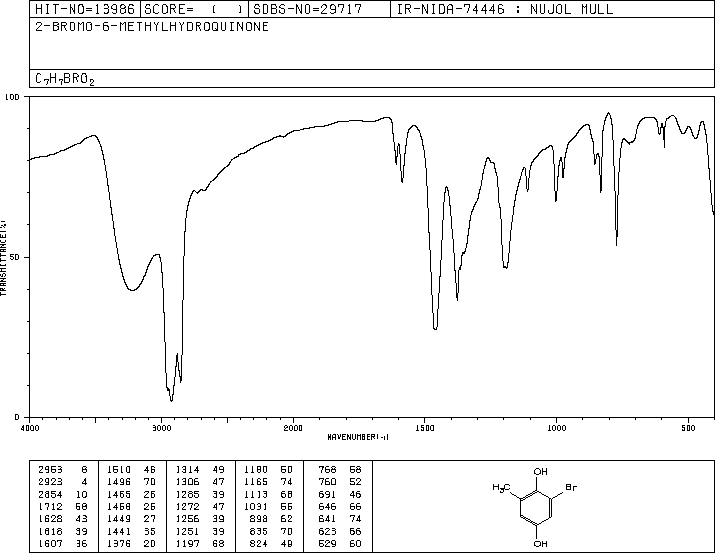 HIT-NO=13986 SCORE= ( ) SDBS-NO=29717 IR-NIDA-74446 : NUJOL MULL
2-BROMO-6-METHYLHYDROQUINONE
C7H7BRO2
100
50
0
TRANSMITTANCE(%)
4000 3000 2000 1500 1000 500
WAVENUMBER(-1)
2953 6 1510 46 1314 49 1180 50 768 58
2923 4 1496 70 1306 47 1165 74 760 52
2854 10 1465 26 1285 39 1113 68 691 46
1712 68 1458 26 1272 47 1031 66 646 66
1628 43 1449 27 1256 39 898 62 641 74
1618 39 1441 35 1251 39 835 70 623 56
1607 36 1376 20 1197 68 824 49 529 60
OH
H3C
Br
OH